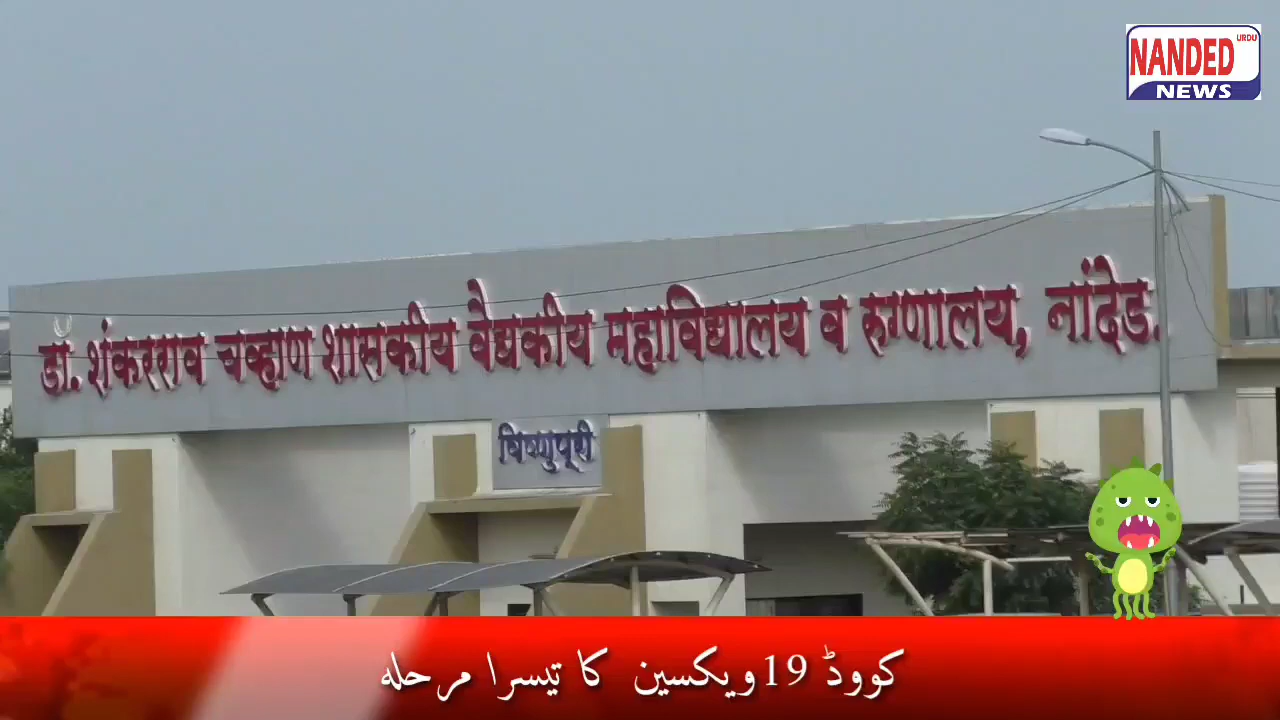 NANDED URDU
NEWS
डॉ. शंकरराव चव्हाण शासकीय वैद्यकीय महाविद्यालय व रुग्णालय, नांदेड.
विष्णुपूरी
کووڈ 19ویکسین کا تیسرا مرحلہ